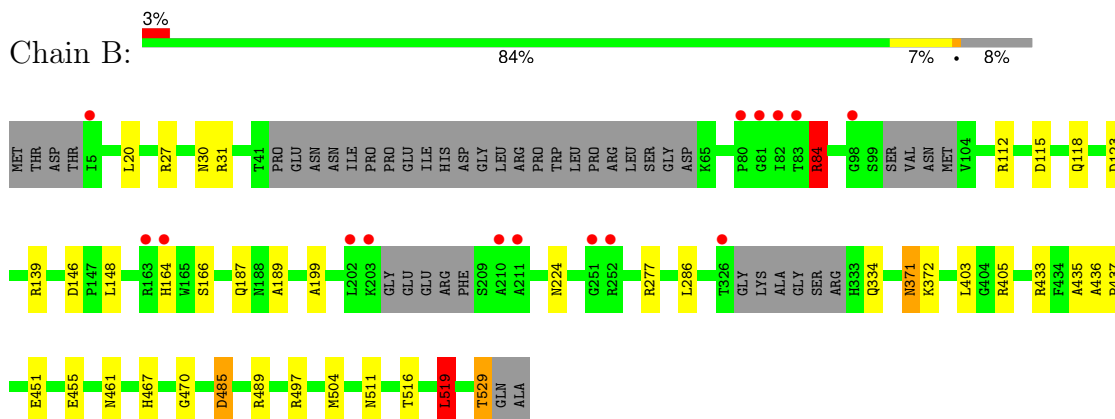 3%
Chain B:
84% 7% • 8%
MET THR ASP THR I5 L20 R27 N30 R31 T41 PRO GLU ASN ASN ILE PRO PRO GLU ILE HIS ASP GLY LEU ARG PRO TRP LEU PRO ARG LEU SER GLY ASP K65 P80 G81 I82 T83 R84 G98 S99 SER VAL ASN MET V104 R112 D115 Q118
R139 D146 P147 L148 R163 H164 W165 S166 Q187 N188 A189 A199 L202 K203 GLY GLU GLU ARG PHE S209 A210 A211 N224 G251 R252 R277 L286 T326 GLY LYS ALA GLY SER ARG H333 Q334 N371 K372 L403 G404 R405 R433 F434 A435 A436
E451 E455 N461 H467 G470 D485 R489 R497 M504 N511 T516 L519 T529 GLN ALA